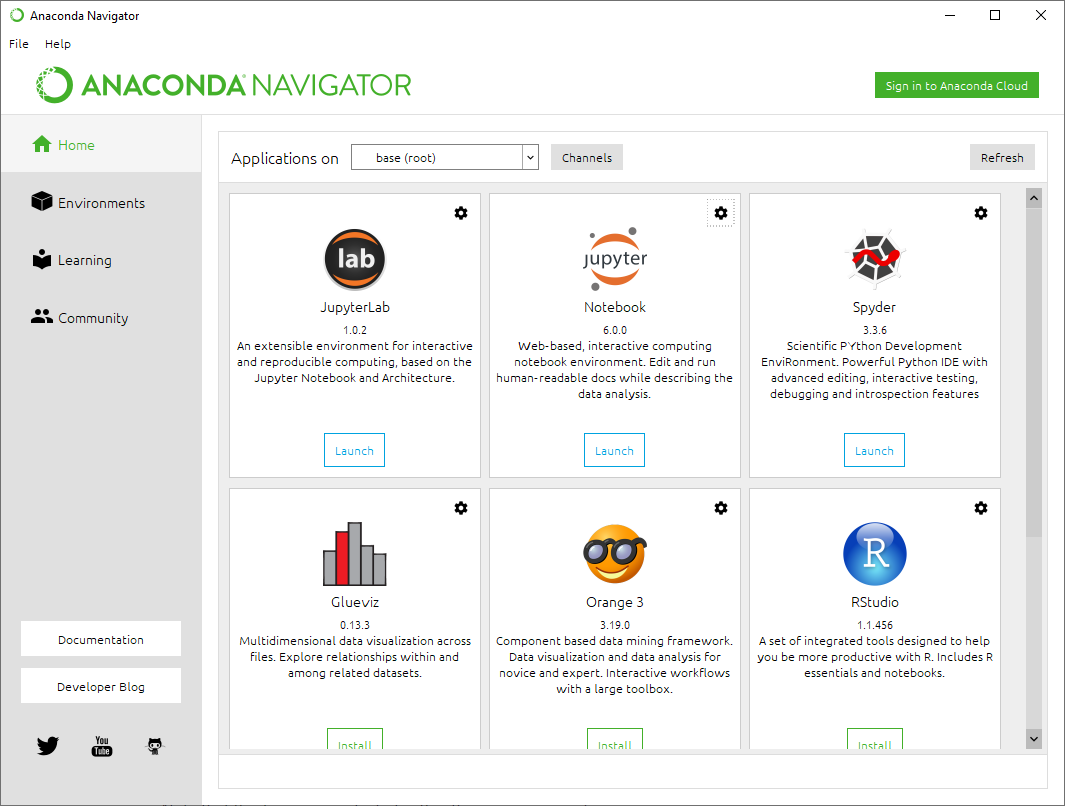 Anaconda Navigator
File Help
ANACONDA NAVIGATOR
Sign in to Anaconda Cloud
Home
Environments
Learning
Community
Documentation
Developer Blog
You
Tube
Applications on
base (root)
Channels
Refresh
lab
JupyterLab
1.0.2
An extensible environment for interactive
and reproducible computing, based on the
Jupyter Notebook and Architecture.
Launch
jupyter
Notebook
6.0.0
Web-based, interactive computing
notebook environment. Edit and run
human-readable docs while describing the
data analysis.
Launch
Spyder
3.3.6
Scientific PYthon Development
EnviRonment. Powerful Python IDE with
advanced editing, interactive testing,
debugging and introspection features
Launch
Glueviz
0.13.3
Multidimensional data visualization across
files. Explore relationships within and
among related datasets.
Install
Orange 3
3.19.0
Component based data mining framework.
Data visualization and data analysis for
novice and expert. Interactive workflows
with a large toolbox.
Install
R
RStudio
1.1.456
A set of integrated tools designed to help
you be more productive with R. Includes R
essentials and notebooks.
Install